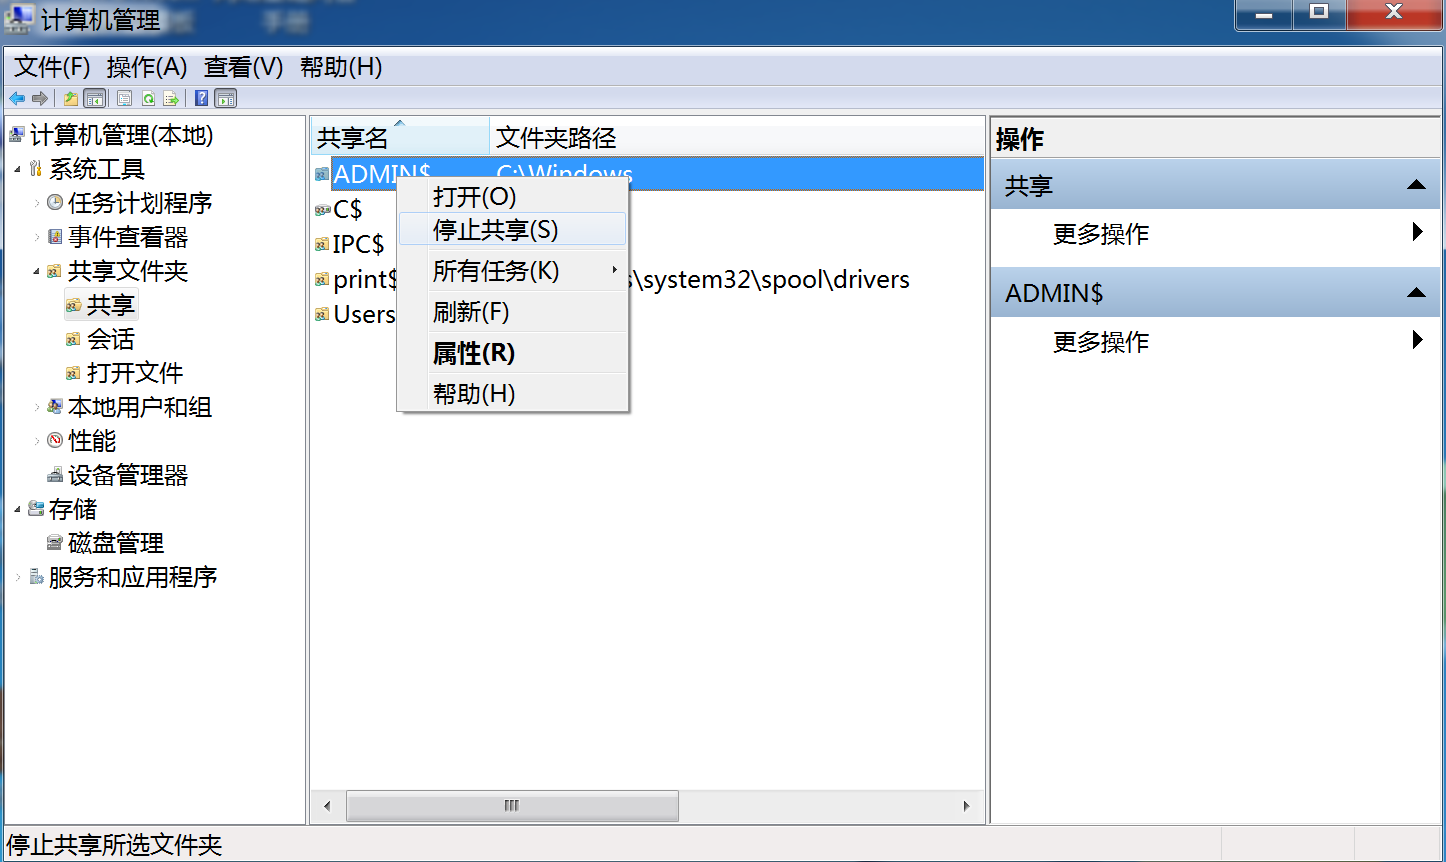 计算机管理
手册
文件(F) 操作(A) 查看(V) 帮助(H)
计算机管理(本地)
系统工具
任务计划程序
事件查看器
共享文件夹
共享
会话
打开文件
本地用户和组
性能
设备管理器
存储
磁盘管理
服务和应用程序
共享名 文件夹路径
ADMIN$ C:\Windows
C$
IPC$
print$ s\system32\spool\drivers
Users
打开(O)
停止共享(S)
所有任务(K)
刷新(F)
属性(R)
帮助(H)
操作
共享
更多操作
ADMIN$
更多操作
停止共享所选文件夹